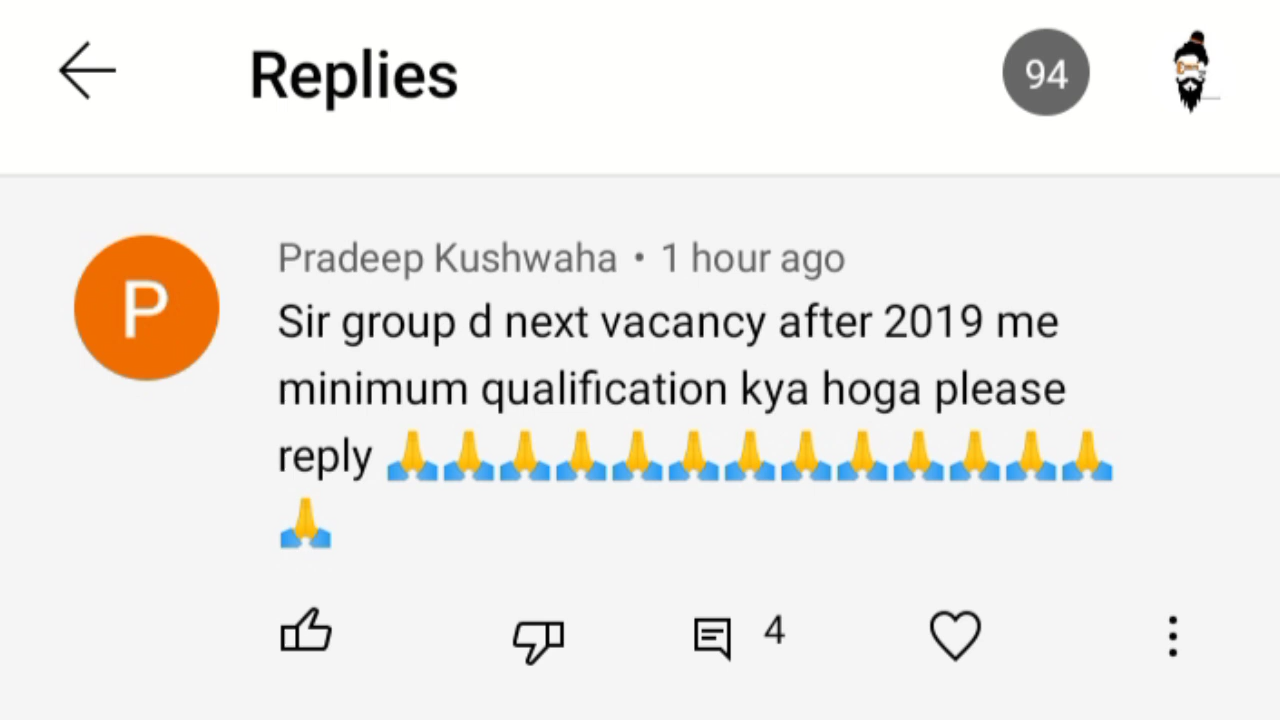 Replies
94
P
Pradeep Kushwaha • 1 hour ago
Sir group d next vacancy after 2019 me
minimum qualification kya hoga please
reply 🙏🙏🙏🙏🙏🙏🙏🙏🙏🙏🙏🙏🙏
🙏
4